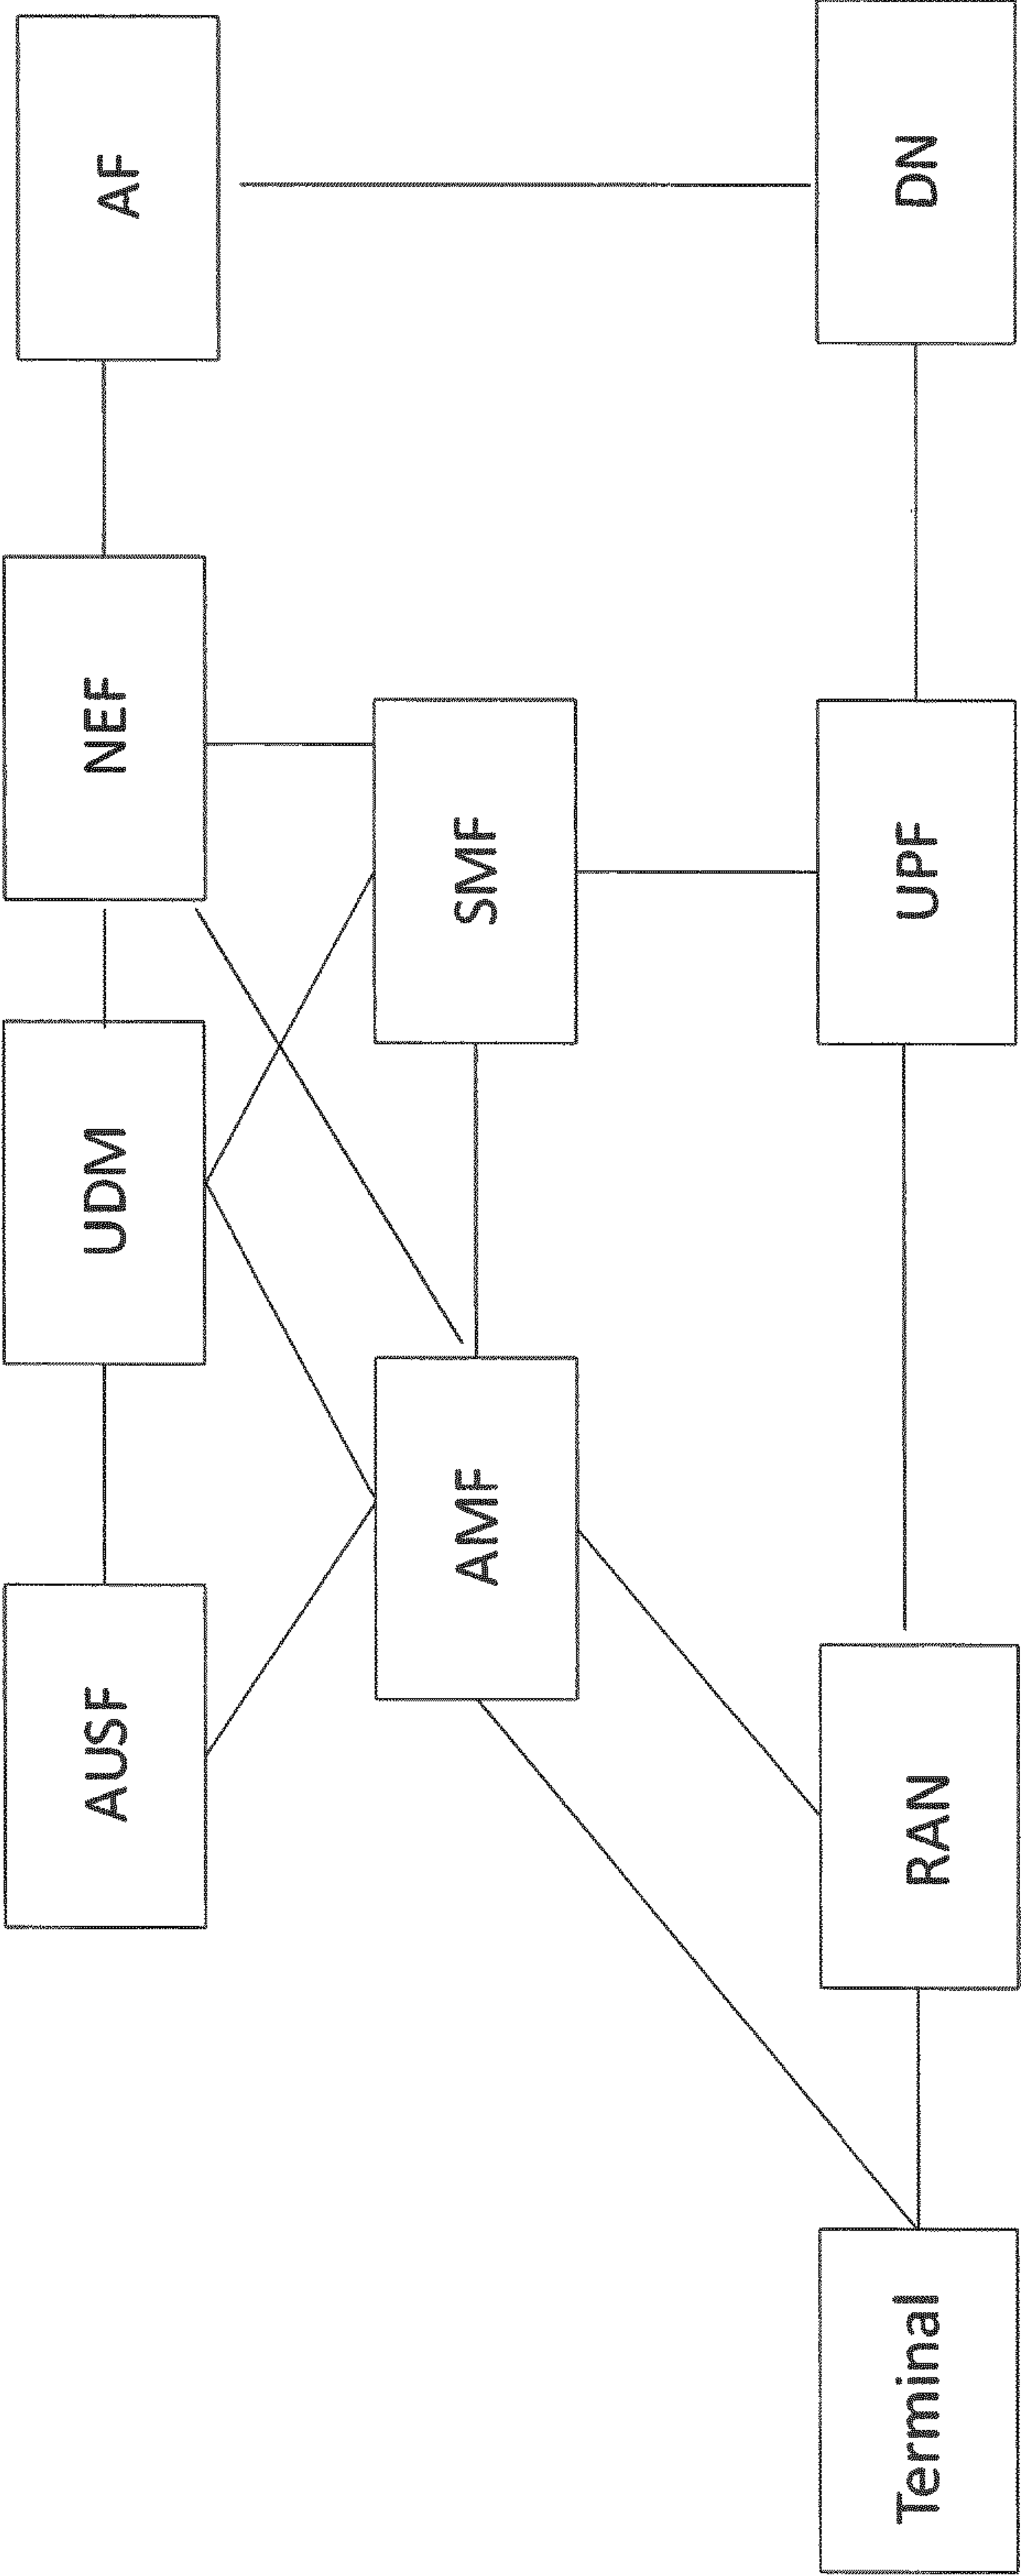 AUSF
UDM
NEF
AF
AMF
SMF
Terminal
RAN
UPF
DN